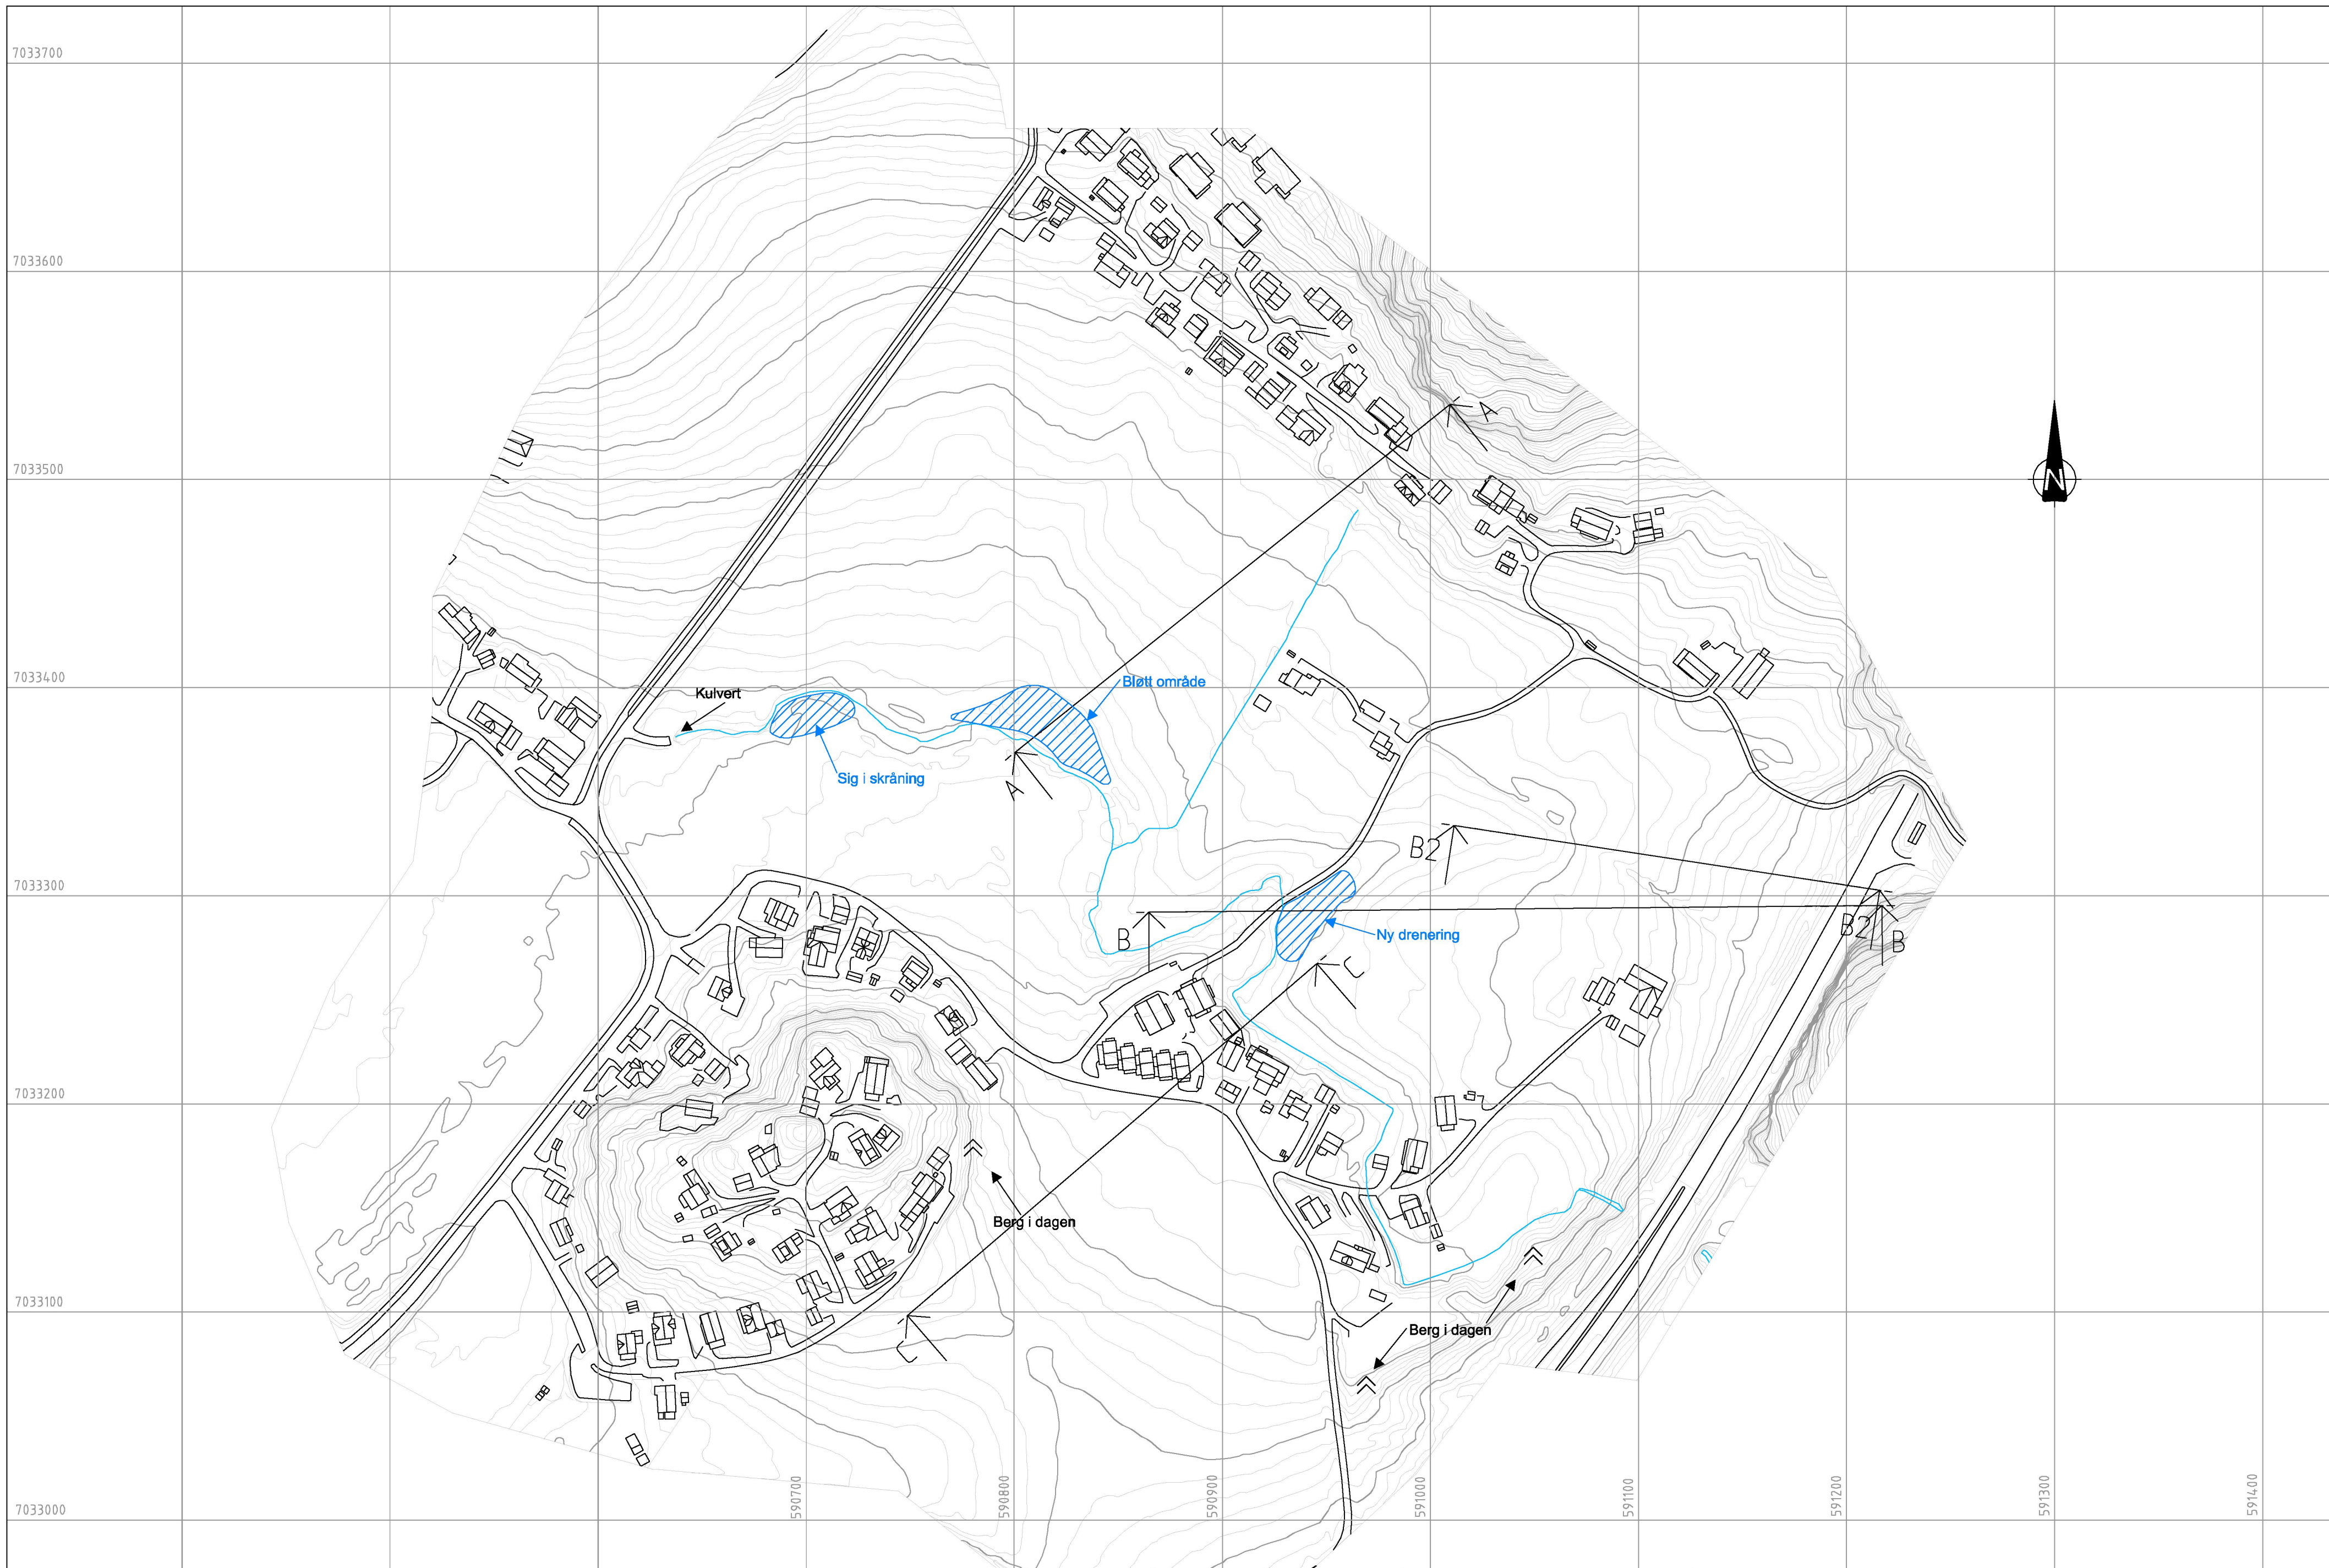 7033700
7033600
A
7033500
N
7033400
Kulvert
Bløtt område
Sig i skråning
A
B2
7033300
B
B2
B
Ny drenering
C
7033200
Berg i dagen
7033100
Berg i dagen
C
7033000
590700
590800
590900
591000
591100
591200
591300
591400